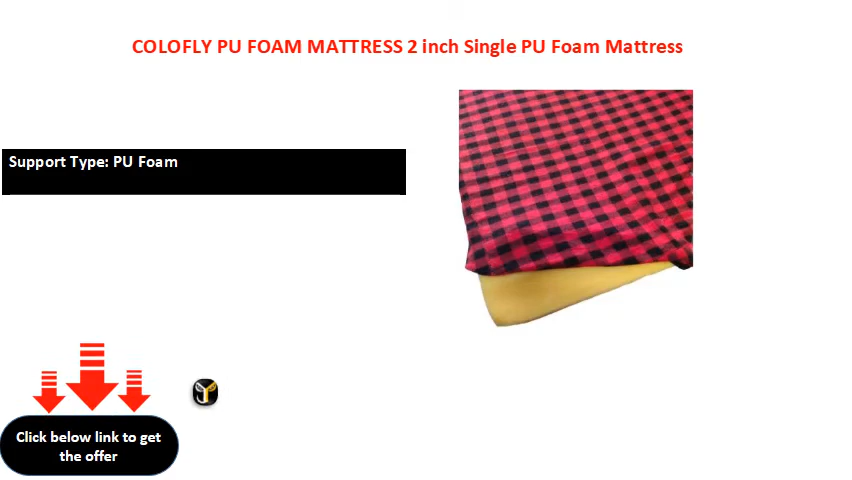 COLOFLY PU FOAM MATTRESS 2 inch Single PU Foam Mattress
Support Type: PU Foam
Click below link to get
the offer